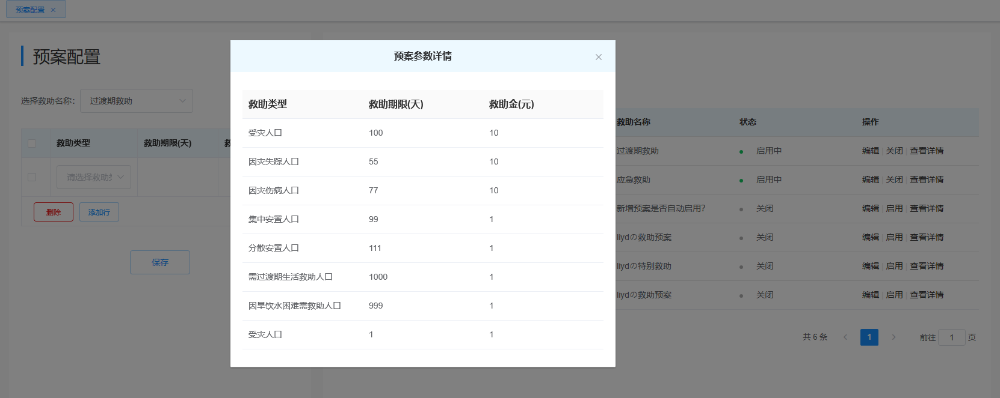 预案配置 ×
预案配置
选择救助名称: 过渡期救助
救助类型 救助期限(天) 救
请选择救助类
删除 添加行
保存
预案参数详情 ×
救助类型 救助期限(天) 救助金(元)
受灾人口 100 10
因灾失踪人口 55 10
因灾伤病人口 77 10
集中安置人口 99 1
分散安置人口 111 1
需过渡期生活救助人口 1000 1
因旱饮水困难需救助人口 999 1
受灾人口 1 1
救助名称 状态 操作
过渡期救助 启用中 编辑 | 关闭 | 查看详情
应急救助 启用中 编辑 | 关闭 | 查看详情
新增预案是否自动启用? 关闭 编辑 | 启用 | 查看详情
liydの救助预案 关闭 编辑 | 启用 | 查看详情
liydの特别救助 关闭 编辑 | 启用 | 查看详情
liydの救助预案 关闭 编辑 | 启用 | 查看详情
共 6 条 < 1 > 前往 1 页